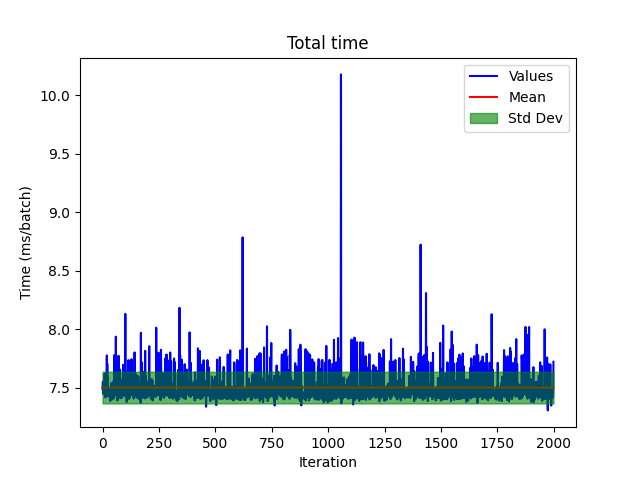 Total time
Values
Mean
Std Dev
Time (ms/batch)
10.0
9.5
9.0
8.5
8.0
7.5
0 250 500 750 1000 1250 1500 1750 2000
Iteration